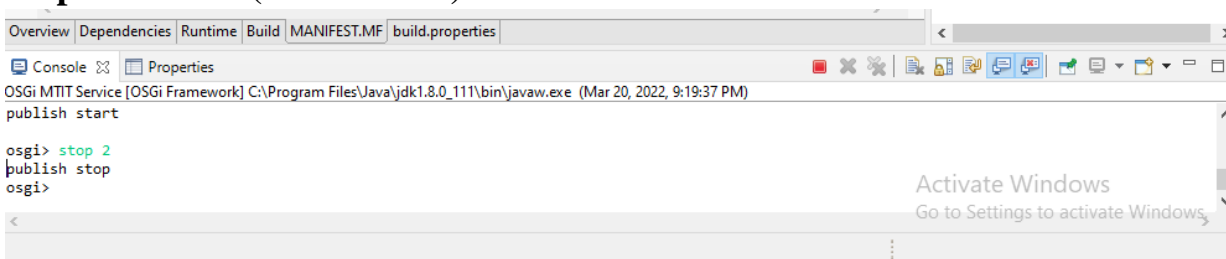 Overview Dependencies Runtime Build MANIFEST.MF build.properties
Console Properties
OSGi MTIT Service [OSGi Framework] C:\Program Files\Java\jdk1.8.0_111\bin\javaw.exe (Mar 20, 2022, 9:19:37 PM)
publish start
osgi> stop 2
publish stop
osgi>
Activate Windows
Go to Settings to activate Windows.